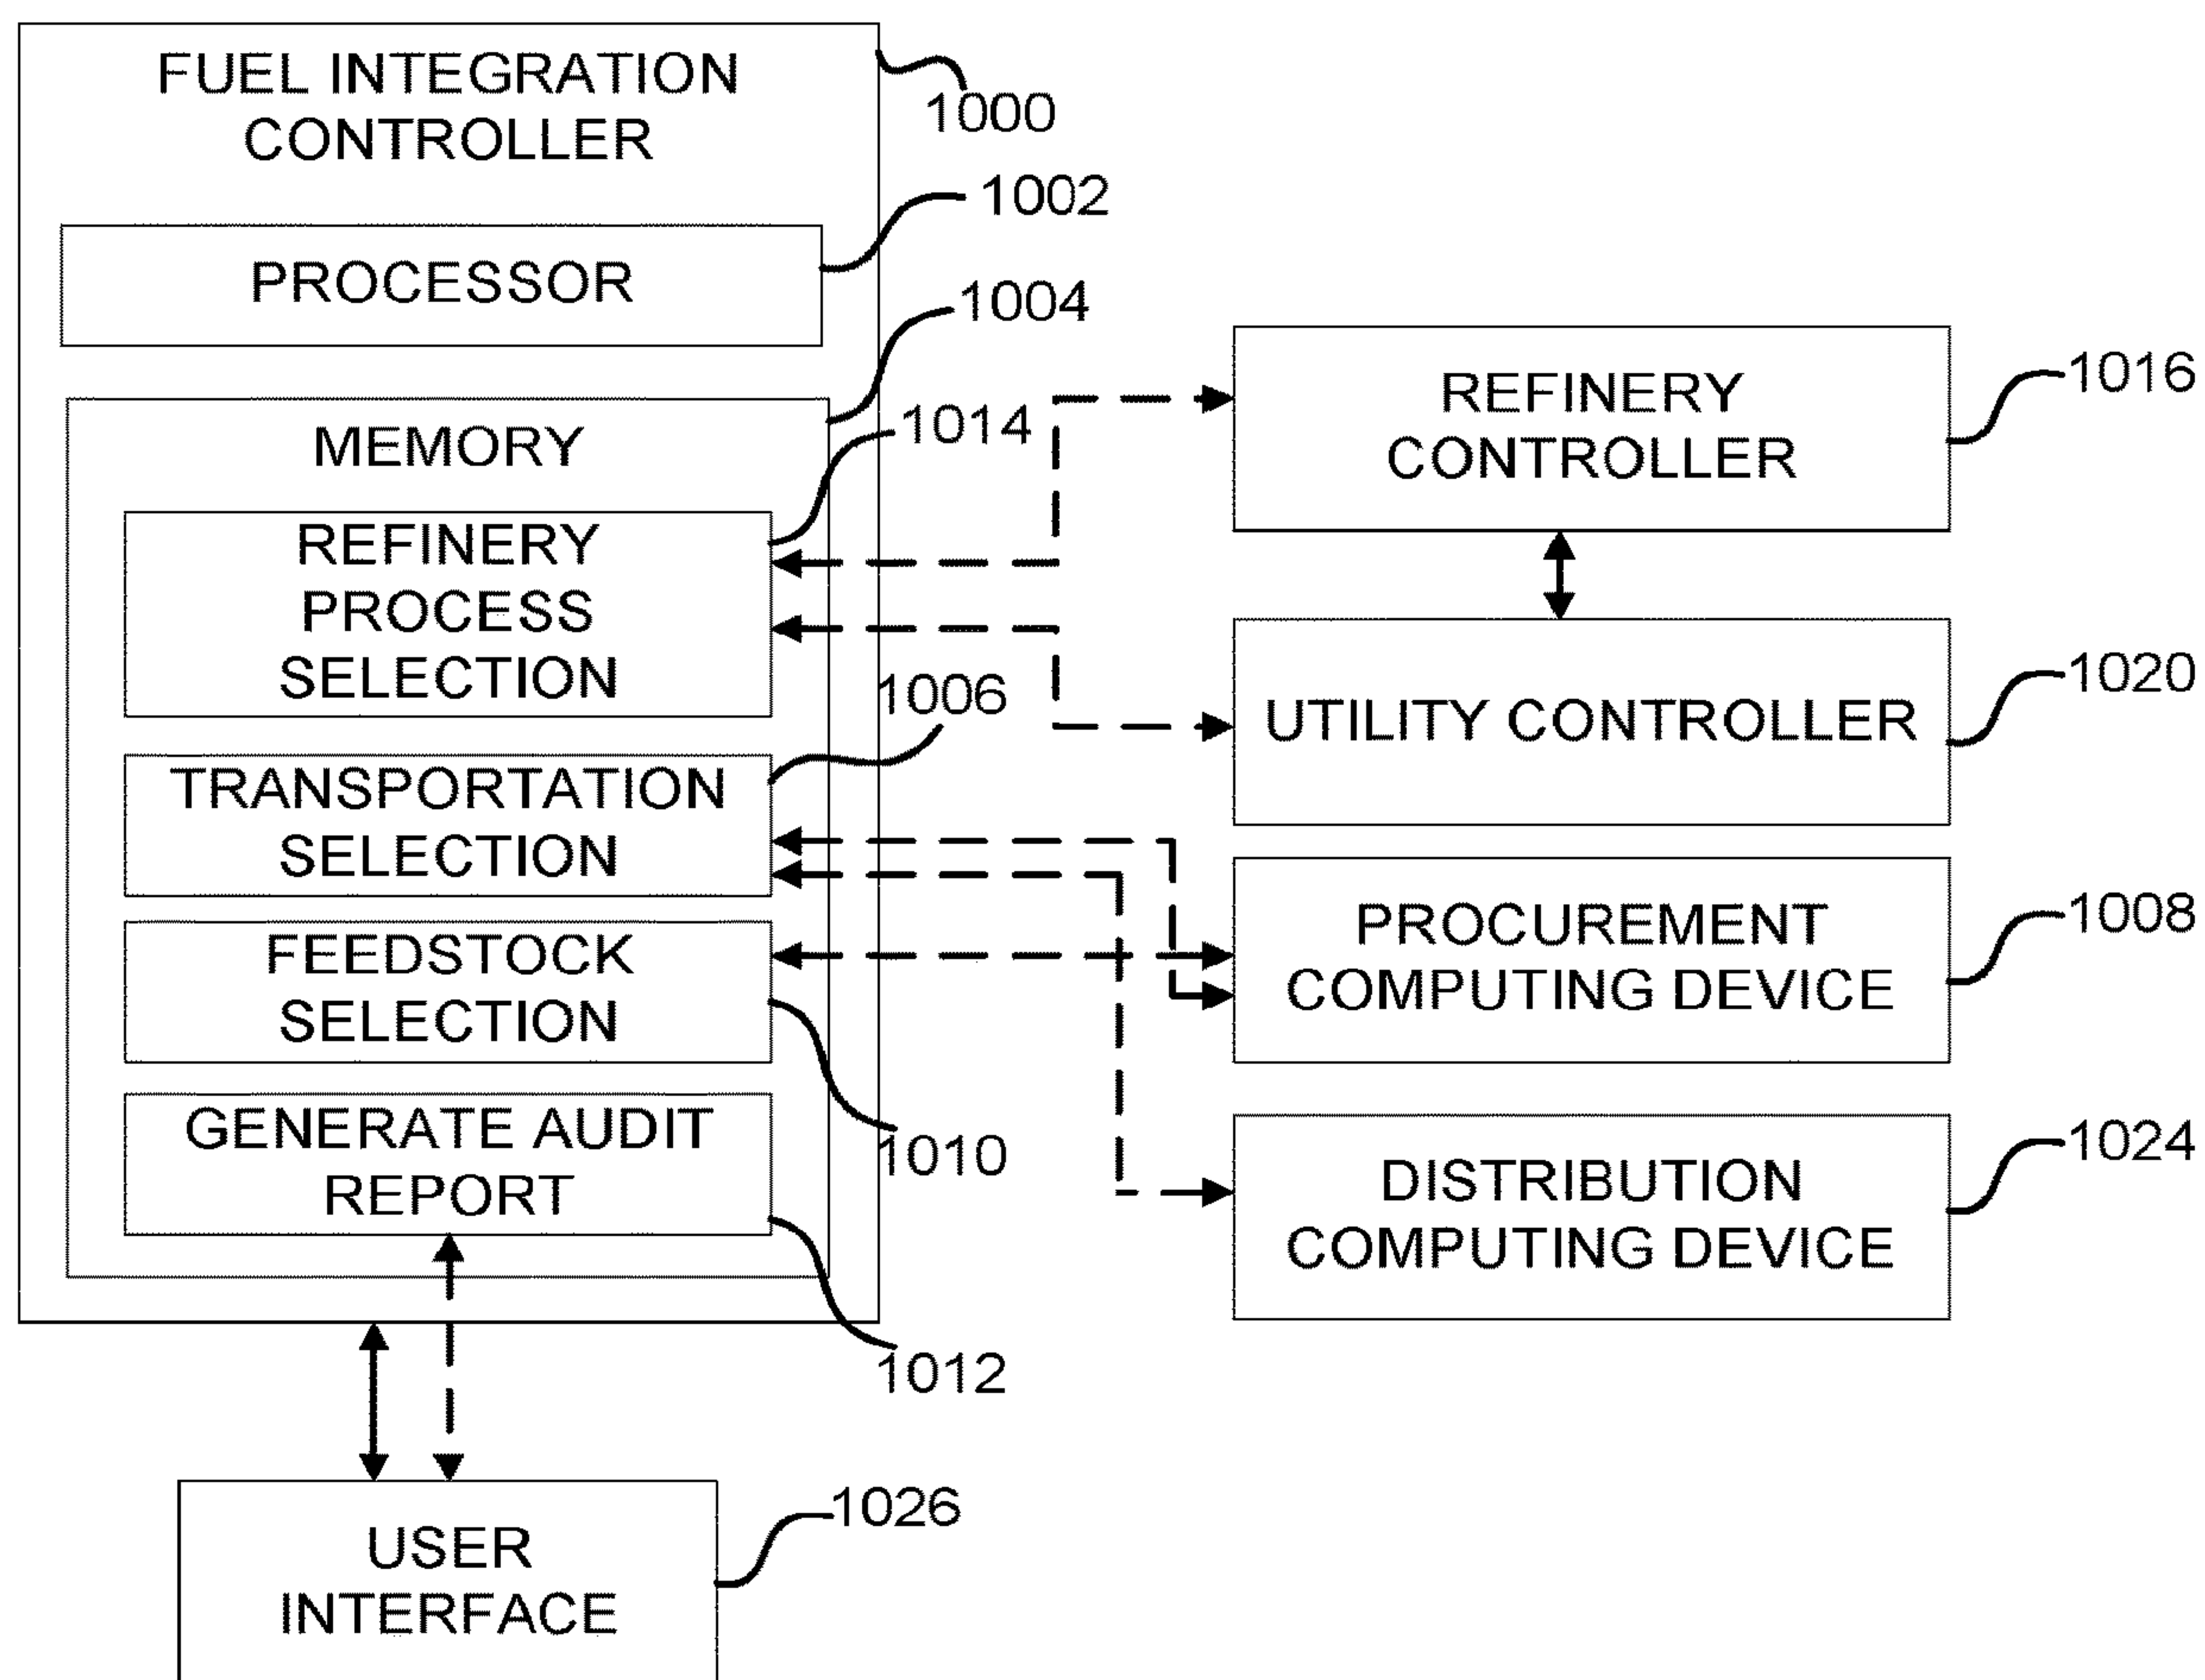 FUEL INTEGRATION
CONTROLLER
1000
PROCESSOR
1002
MEMORY
1004
REFINERY
PROCESS
SELECTION
1014
TRANSPORTATION
SELECTION
1006
FEEDSTOCK
SELECTION
1010
GENERATE AUDIT
REPORT
1012
USER
INTERFACE
1026
REFINERY
CONTROLLER
1016
UTILITY CONTROLLER
1020
PROCUREMENT
COMPUTING DEVICE
1008
DISTRIBUTION
COMPUTING DEVICE
1024